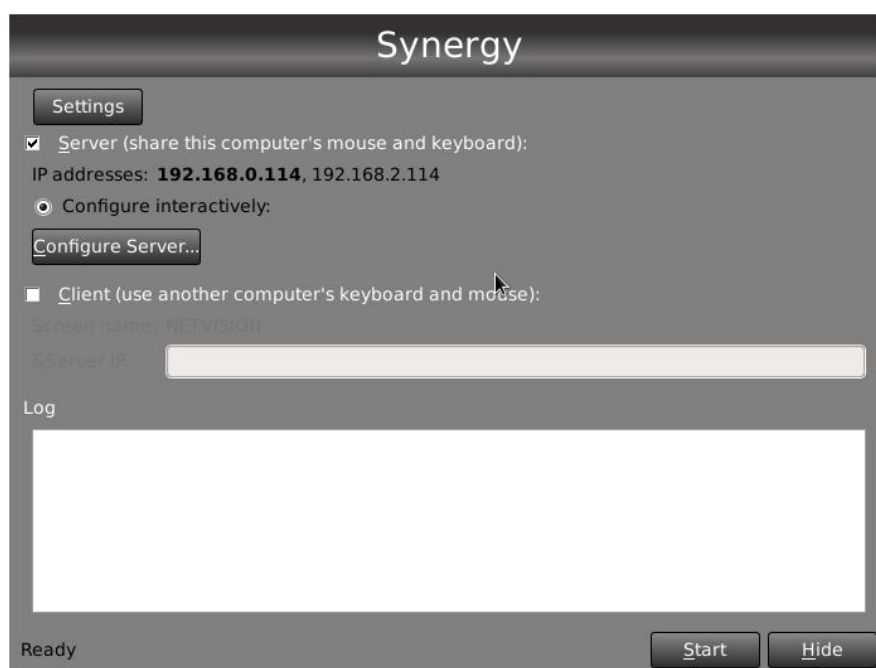 Synergy
Settings
Server (share this computer's mouse and keyboard):
IP addresses: 192.168.0.114, 192.168.2.114
Configure interactively:
Configure Server...
Client (use another computer's keyboard and mouse):
Screen name: NETVISION
&Server IP:
Log
Ready
Start
Hide